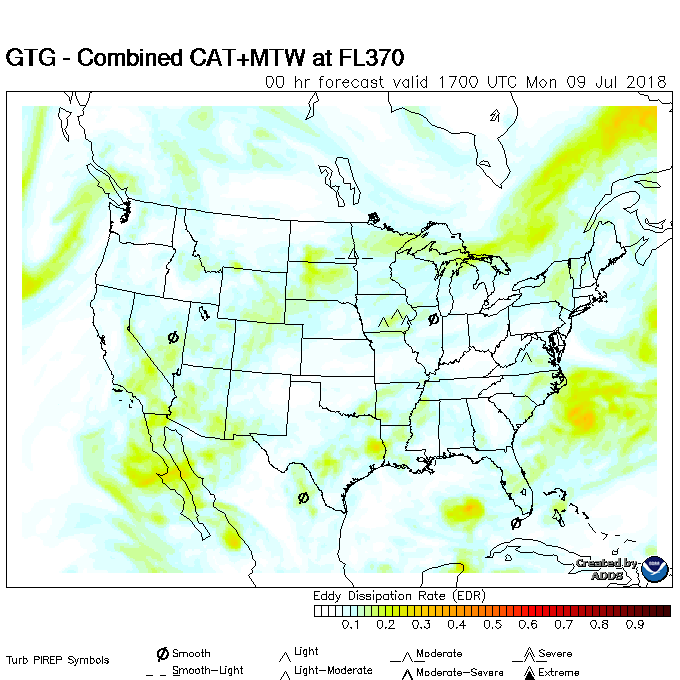 GTG - Combined CAT+MTW at FL370
00 hr forecast valid 1700 UTC Mon 09 Jul 2018
Created by
ADDS
Eddy Dissipation Rate (EDR)
0.1 0.2 0.3 0.4 0.5 0.6 0.7 0.8 0.9
Turb PIREP Symbols
Smooth Light Moderate Severe
Smooth-Light Light-Moderate Moderate-Severe Extreme